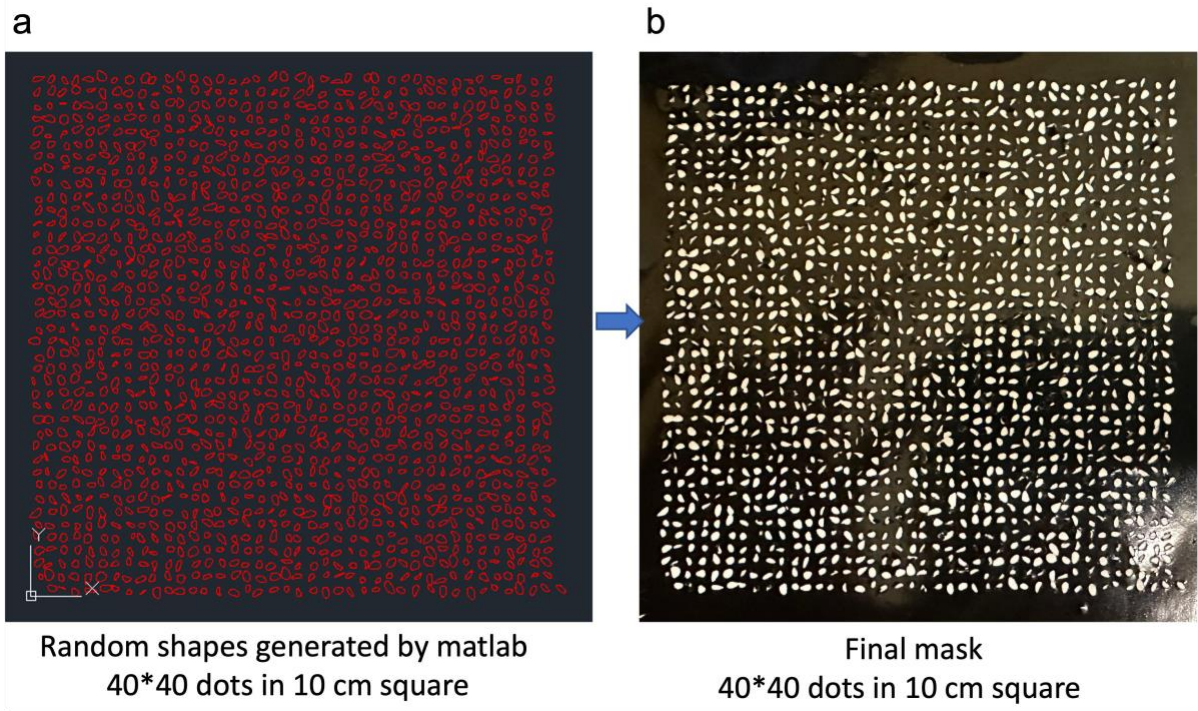 a
b
Y
X
Random shapes generated by matlab
40*40 dots in 10 cm square
Final mask
40*40 dots in 10 cm square